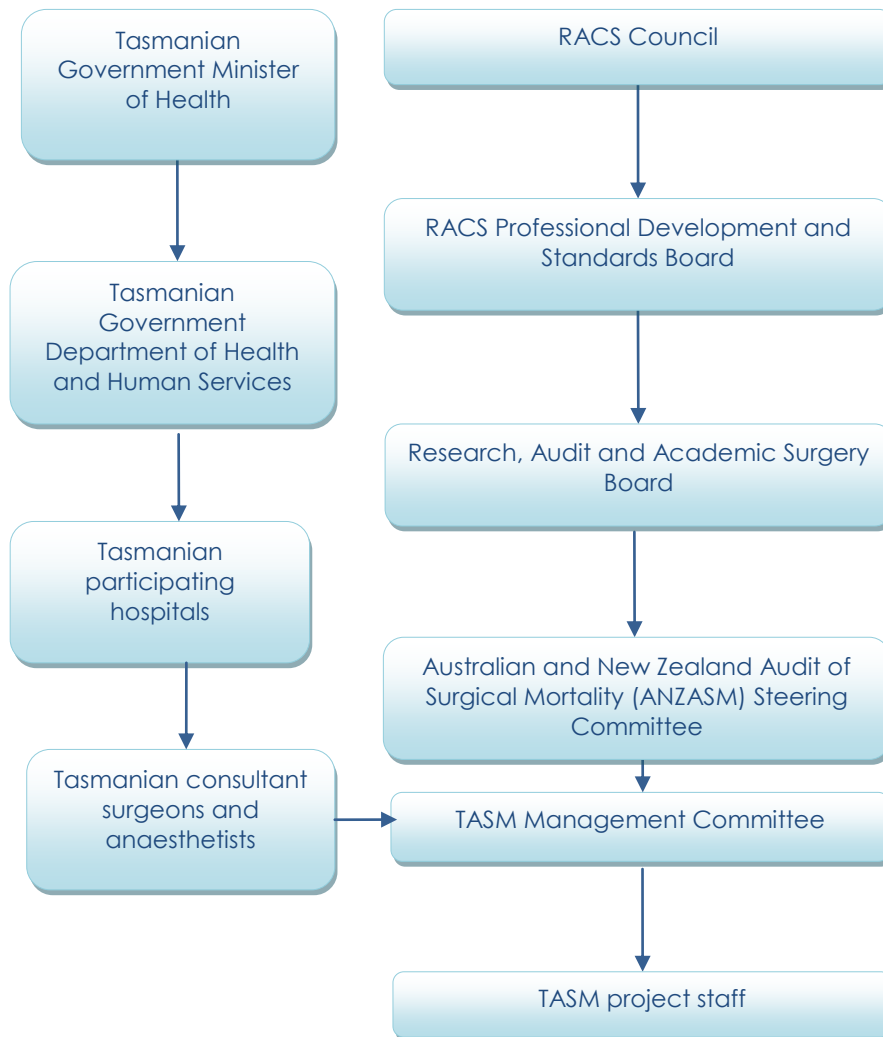 Tasmanian
Government Minister
of Health
RACS Council
RACS Professional Development and
Standards Board
Tasmanian
Government
Department of Health
and Human Services
Research, Audit and Academic Surgery
Board
Tasmanian
participating
hospitals
Australian and New Zealand Audit of
Surgical Mortality (ANZASM) Steering
Committee
Tasmanian consultant
surgeons and
anaesthetists
TASM Management Committee
TASM project staff